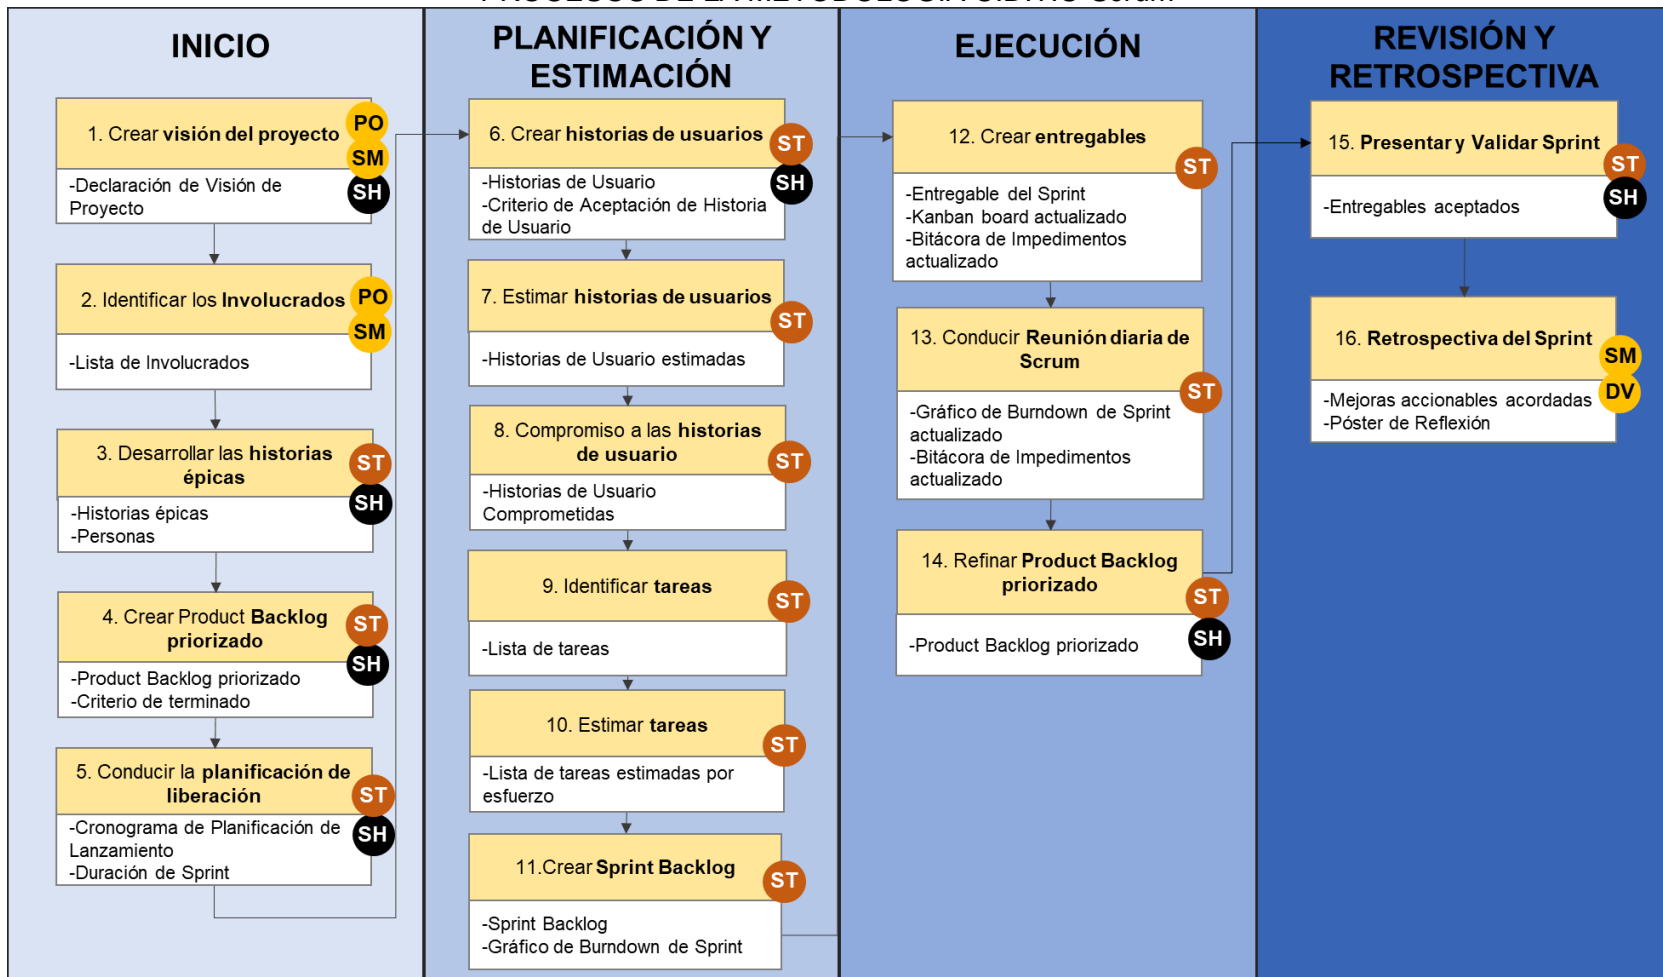 INICIO
1. Crear visión del proyecto
PO
SM
SH
-Declaración de Visión de
Proyecto
2. Identificar los Involucrados
PO
SM
-Lista de Involucrados
3. Desarrollar las historias
épicas
ST
SH
-Historias épicas
-Personas
4. Crear Product Backlog
priorizado
ST
SH
-Product Backlog priorizado
-Criterio de terminado
5. Conducir la planificación de
liberación
ST
SH
-Cronograma de Planificación de
Lanzamiento
-Duración de Sprint
PLANIFICACIÓN Y
ESTIMACIÓN
6. Crear historias de usuarios
ST
SH
-Historias de Usuario
-Criterio de Aceptación de Historia
de Usuario
7. Estimar historias de usuarios
ST
-Historias de Usuario estimadas
8. Compromiso a las historias
de usuario
ST
-Historias de Usuario
Comprometidas
9. Identificar tareas
ST
-Lista de tareas
10. Estimar tareas
ST
-Lista de tareas estimadas por
esfuerzo
11.Crear Sprint Backlog
ST
-Sprint Backlog
-Gráfico de Burndown de Sprint
EJECUCIÓN
12. Crear entregables
ST
-Entregable del Sprint
-Kanban board actualizado
-Bitácora de Impedimentos
actualizado
13. Conducir Reunión diaria de
Scrum
ST
-Gráfico de Burndown de Sprint
actualizado
-Bitácora de Impedimentos
actualizado
14. Refinar Product Backlog
priorizado
ST
SH
-Product Backlog priorizado
REVISIÓN Y
RETROSPECTIVA
15. Presentar y Validar Sprint
ST
SH
-Entregables aceptados
16. Retrospectiva del Sprint
SM
DV
-Mejoras accionables acordadas
-Póster de Reflexión